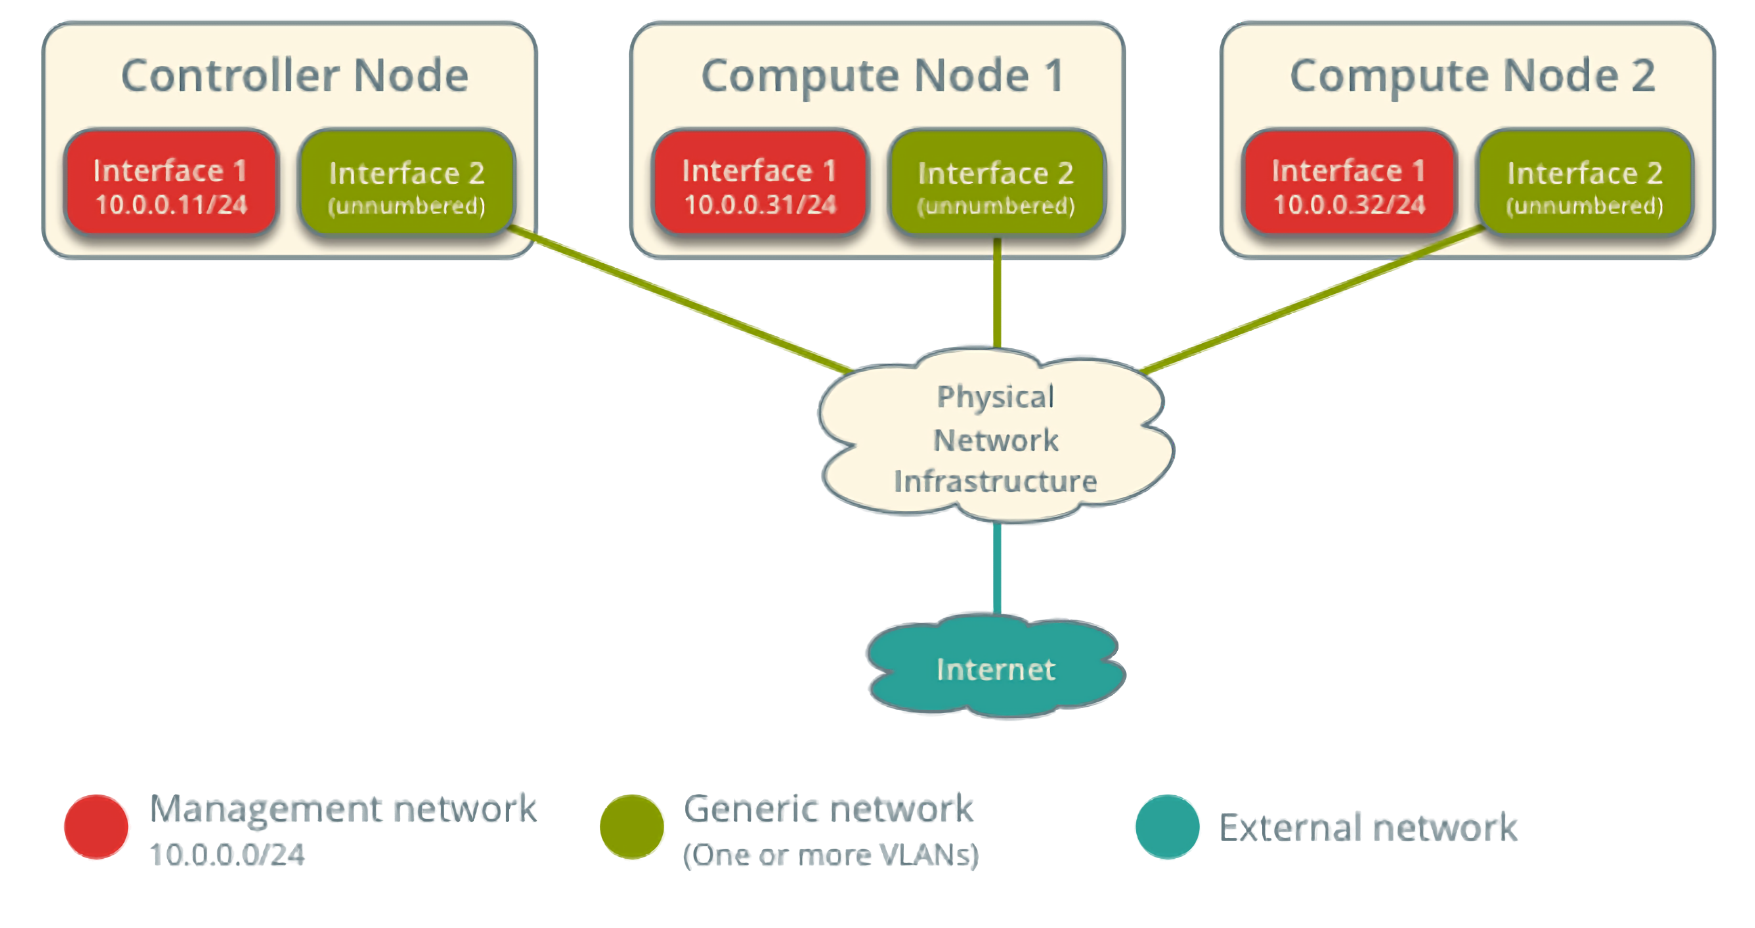 Controller Node
Interface 1
10.0.0.11/24
Interface 2
(unnumbered)
Compute Node 1
Interface 1
10.0.0.31/24
Interface 2
(unnumbered)
Compute Node 2
Interface 1
10.0.0.32/24
Interface 2
(unnumbered)
Physical
Network
Infrastructure
Internet
Management network
10.0.0.0/24
Generic network
(One or more VLANs)
External network